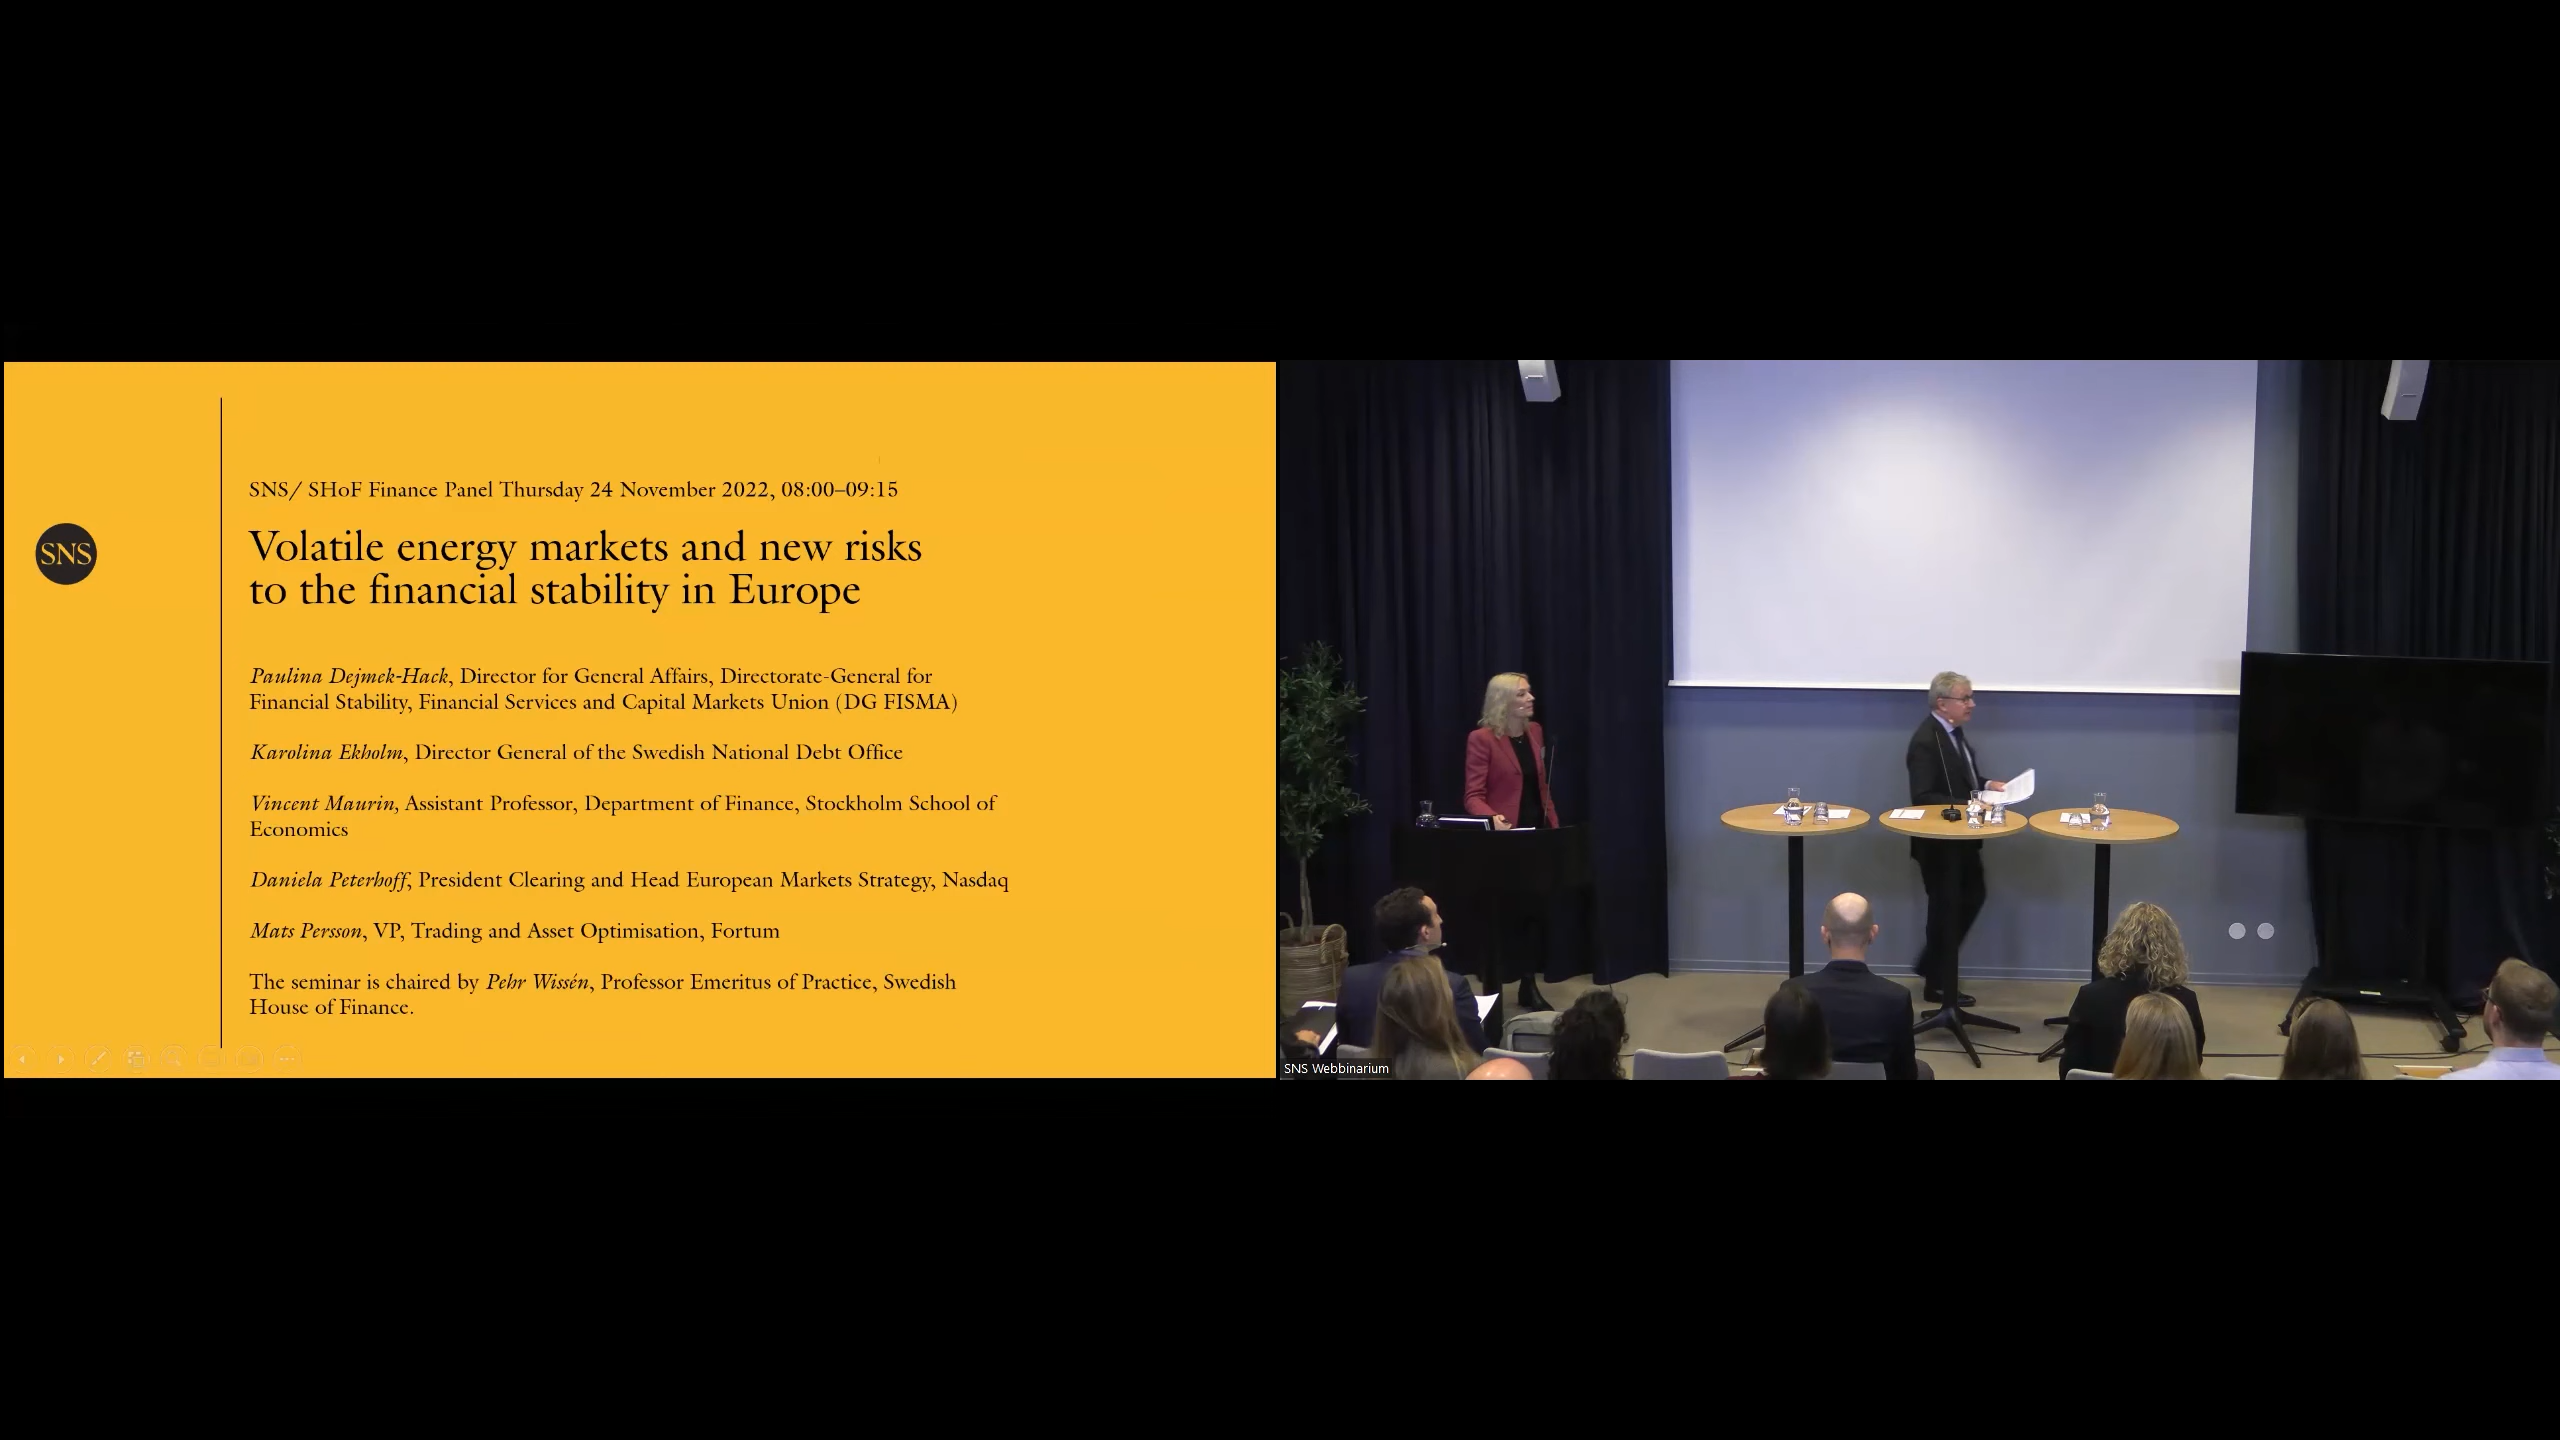 SNS/ SHoF Finance Panel Thursday 24 November 2022, 08:00–09:15
SNS
Volatile energy markets and new risks
to the financial stability in Europe
Paulina Dejmek-Hack, Director for General Affairs, Directorate-General for
Financial Stability, Financial Services and Capital Markets Union (DG FISMA)
Karolina Ekholm, Director General of the Swedish National Debt Office
Vincent Maurin, Assistant Professor, Department of Finance, Stockholm School of
Economics
Daniela Peterhoff, President Clearing and Head European Markets Strategy, Nasdaq
Mats Persson, VP, Trading and Asset Optimisation, Fortum
The seminar is chaired by Pehr Wissén, Professor Emeritus of Practice, Swedish
House of Finance.
SNS Webbinarium